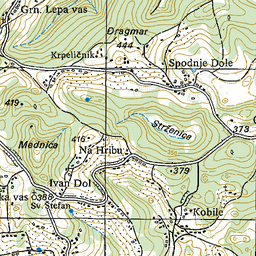 Grn. Lepa vas
Dragmar
444
Krpeličnik
Spodnje Dole
419
Strženica
373
416
Mednica
Na Hribu
379
Ivan Dol
ka vas
388
Sv. Štefan
Kobile